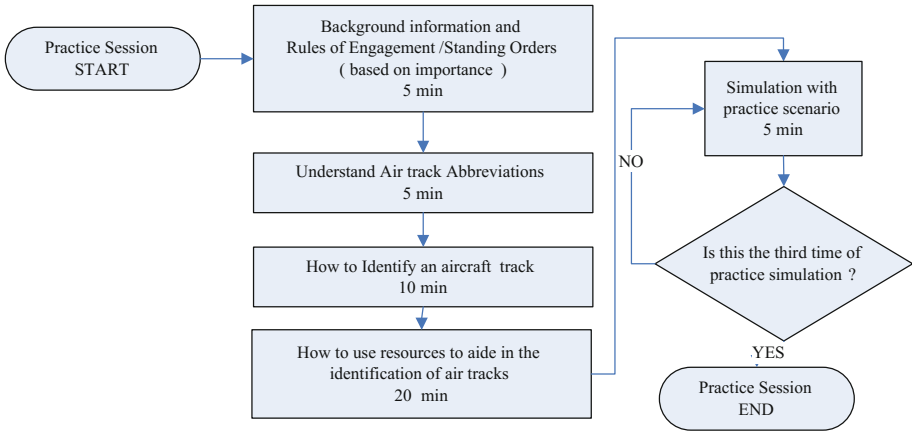 Practice Session
START
Background information and
Rules of Engagement /Standing Orders
( based on importance )
5 min
Understand Air track Abbreviations
5 min
How to Identify an aircraft track
10 min
How to use resources to aide in the
identification of air tracks
20 min
Simulation with
practice scenario
5 min
NO
Is this the third time of
practice simulation ?
YES
Practice Session
END